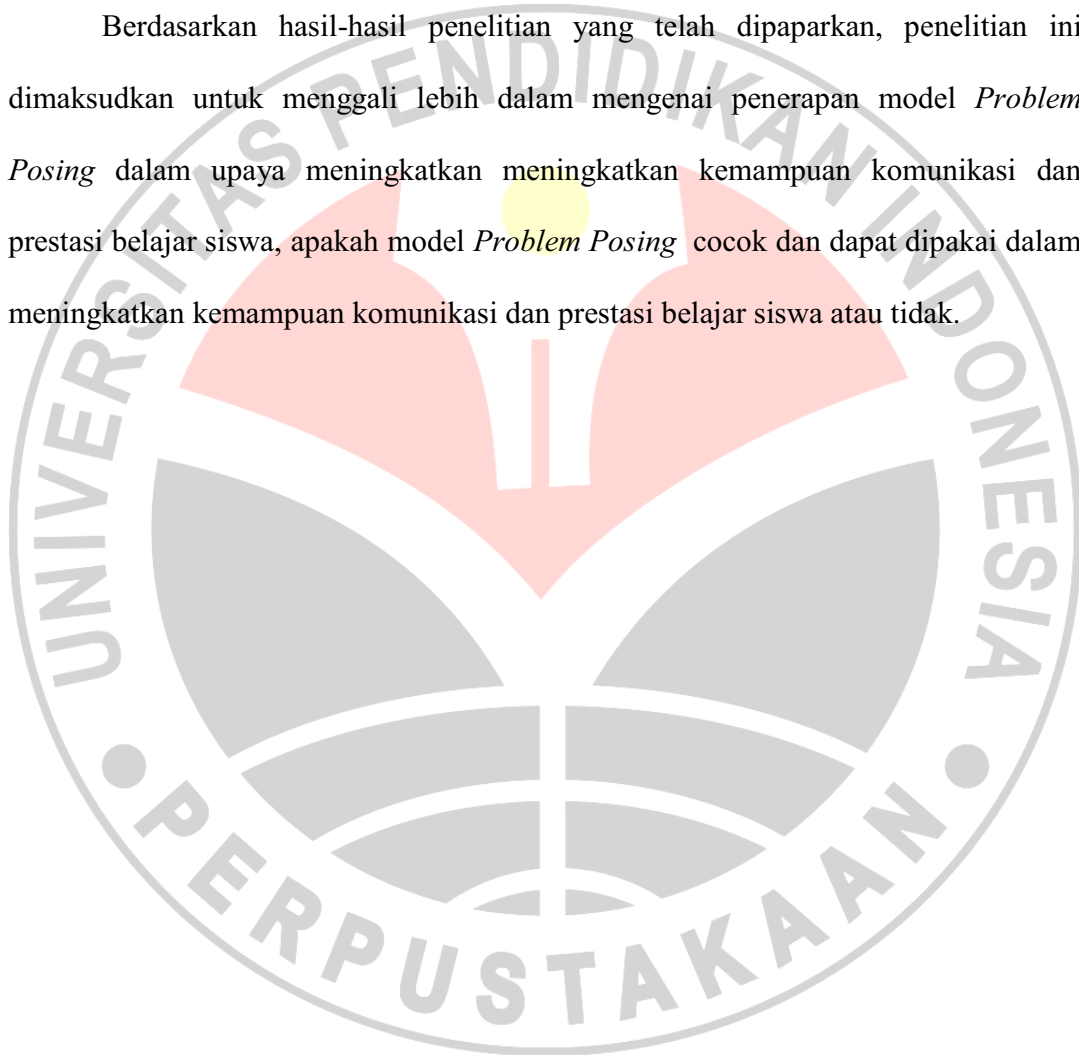 Berdasarkan hasil-hasil penelitian yang telah dipaparkan, penelitian ini
dimaksudkan untuk menggali lebih dalam mengenai penerapan model Problem
Posing dalam upaya meningkatkan meningkatkan kemampuan komunikasi dan
prestasi belajar siswa, apakah model Problem Posing cocok dan dapat dipakai dalam
meningkatkan kemampuan komunikasi dan prestasi belajar siswa atau tidak.
UNIVERSITAS PENDIDIKAN INDONESIA
PERPUSTAKAAN